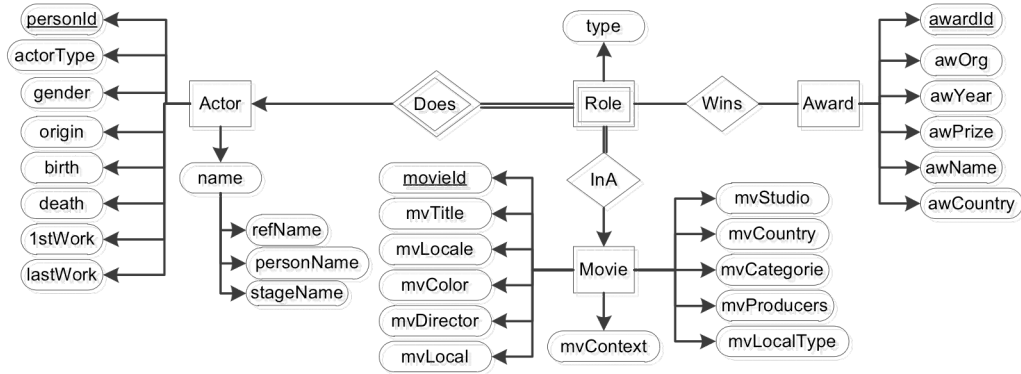 personId
actorType
gender
origin
birth
death
1stWork
lastWork
Actor
name
refName
personName
stageName
Does
type
Role
Wins
Award
awardId
awOrg
awYear
awPrize
awName
awCountry
InA
movieId
mvTitle
mvLocale
mvColor
mvDirector
mvLocal
Movie
mvContext
mvStudio
mvCountry
mvCategorie
mvProducers
mvLocalType